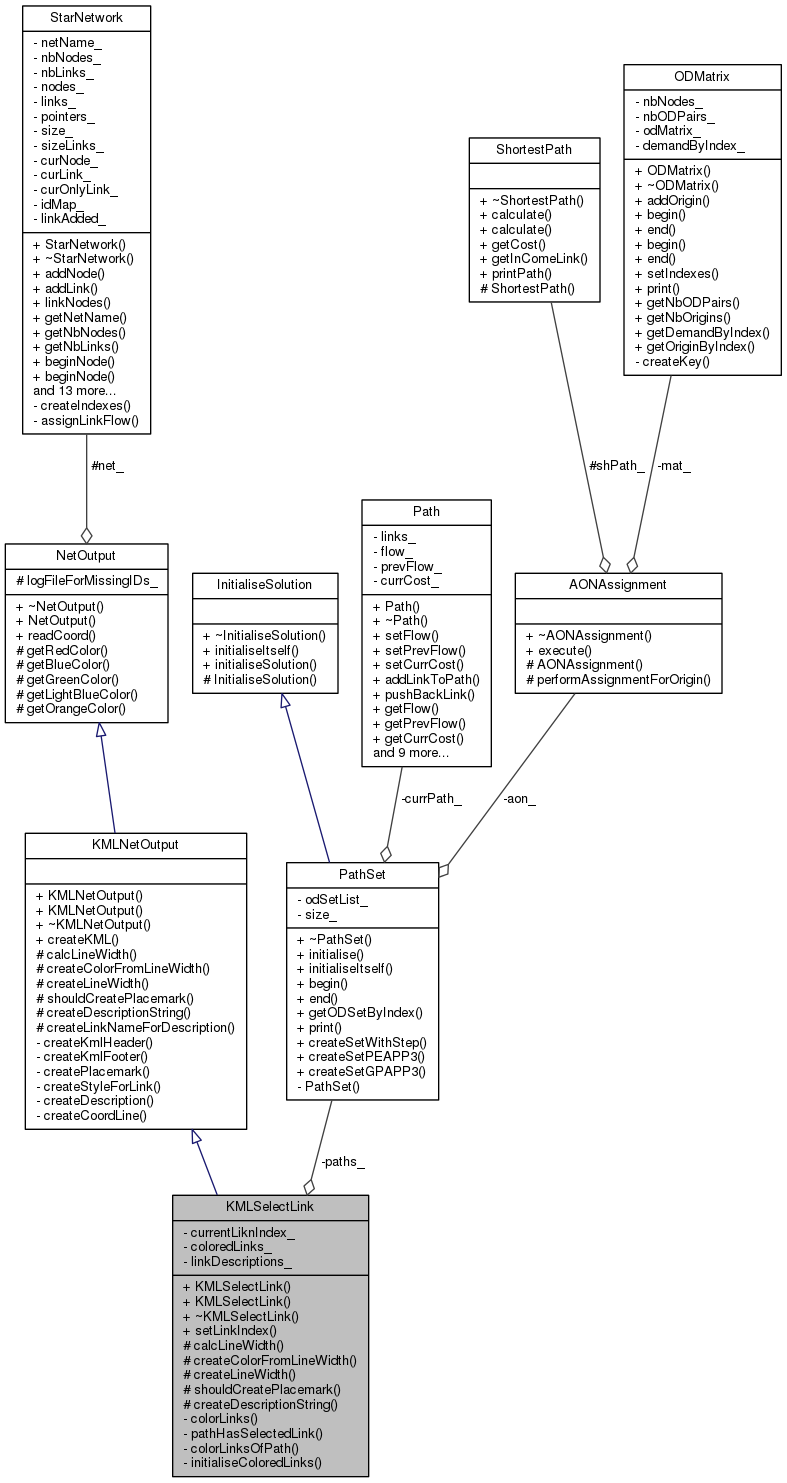 StarNetwork
- netName_
- nbNodes_
- nbLinks_
- nodes_
- links_
- pointers_
- size_
- sizeLinks_
- curNode_
- curLink_
- curOnlyLink_
- idMap_
- linkAdded_
+ StarNetwork()
+ ~StarNetwork()
+ addNode()
+ addLink()
+ linkNodes()
+ getNetName()
+ getNbNodes()
+ getNbLinks()
+ beginNode()
+ beginNode()
and 13 more...
- createIndexes()
- assignLinkFlow()
ODMatrix
- nbNodes_
- nbODPairs_
- odMatrix_
- demandByIndex_
+ ODMatrix()
+ ~ODMatrix()
+ addOrigin()
+ begin()
+ end()
+ begin()
+ end()
+ setIndexes()
+ print()
+ getNbODPairs()
+ getNbOrigins()
+ getDemandByIndex()
+ getOriginByIndex()
- createKey()
ShortestPath
+ ~ShortestPath()
+ calculate()
+ calculate()
+ getCost()
+ getInComeLink()
+ printPath()
# ShortestPath()
#net_
#shPath_
-mat_
NetOutput
# logFileForMissingIDs_
+ ~NetOutput()
+ NetOutput()
+ readCoord()
# getRedColor()
# getBlueColor()
# getGreenColor()
# getLightBlueColor()
# getOrangeColor()
InitialiseSolution
+ ~InitialiseSolution()
+ initialiseItself()
+ initialiseSolution()
# InitialiseSolution()
Path
- links_
- flow_
- prevFlow_
- currCost_
+ Path()
+ ~Path()
+ setFlow()
+ setPrevFlow()
+ setCurrCost()
+ addLinkToPath()
+ pushBackLink()
+ getFlow()
+ getPrevFlow()
+ getCurrCost()
and 9 more...
AONAssignment
+ ~AONAssignment()
+ execute()
# AONAssignment()
# performAssignmentForOrigin()
-currPath_
-aon_
KMLNetOutput
+ KMLNetOutput()
+ KMLNetOutput()
+ ~KMLNetOutput()
+ createKML()
# calcLineWidth()
# createColorFromLineWidth()
# createLineWidth()
# shouldCreatePlacemark()
# createDescriptionString()
# createLinkNameForDescription()
- createKmlHeader()
- createKmlFooter()
- createPlacemark()
- createStyleForLink()
- createDescription()
- createCoordLine()
PathSet
- odSetList_
- size_
+ ~PathSet()
+ initialise()
+ initialiseItself()
+ begin()
+ end()
+ getODSetByIndex()
+ print()
+ createSetWithStep()
+ createSetPEAPP3()
+ createSetGPAPP3()
- PathSet()
-paths_
KMLSelectLink
- currentLiknIndex_
- coloredLinks_
- linkDescriptions_
+ KMLSelectLink()
+ KMLSelectLink()
+ ~KMLSelectLink()
+ setLinkIndex()
# calcLineWidth()
# createColorFromLineWidth()
# createLineWidth()
# shouldCreatePlacemark()
# createDescriptionString()
- colorLinks()
- pathHasSelectedLink()
- colorLinksOfPath()
- initialiseColoredLinks()